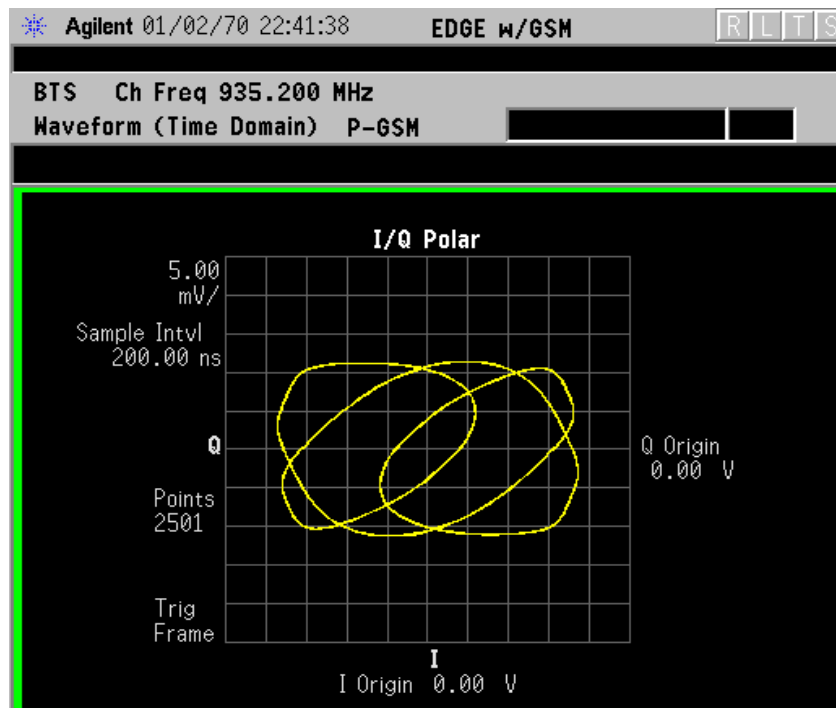 Agilent 01/02/70 22:41:38 EDGE w/GSM R L T S
BTS Ch Freq 935.200 MHz
Waveform (Time Domain) P-GSM
I/Q Polar
5.00
mV/
Sample Intvl
200.00 ns
Q
Q Origin
0.00 V
Points
2501
Trig
Frame
I
I Origin 0.00 V